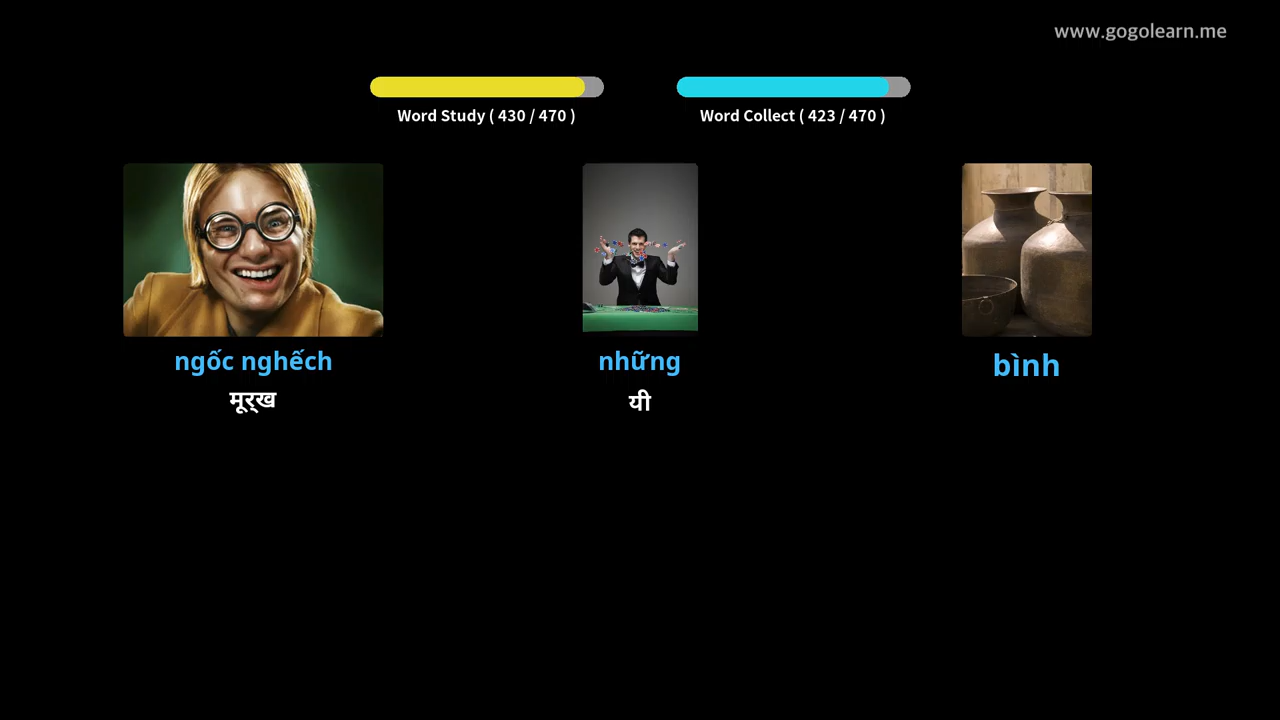 www.gogolearn.me
Word Study ( 430 / 470 )
Word Collect ( 423 / 470 )
ngốc nghếch
những
bình
मूर्ख
यी